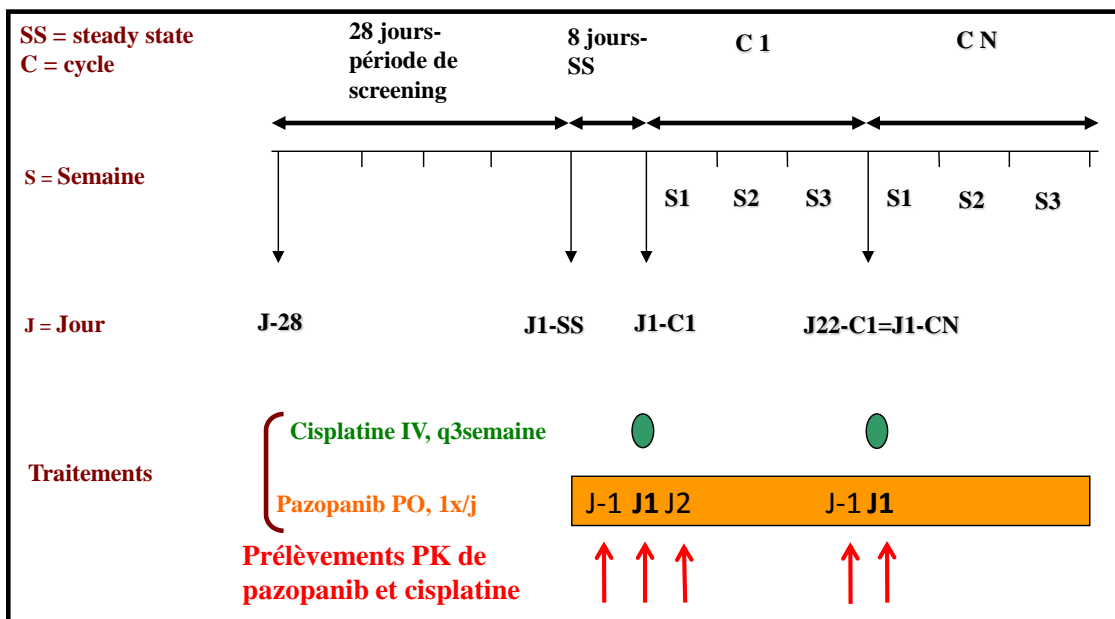 SS = steady state
C = cycle
28 jours-
période de
screening
8 jours-
SS
C 1
C N
S = Semaine
S1
S2
S3
S1
S2
S3
J = Jour
J-28
J1-SS
J1-C1
J22-C1=J1-CN
Traitements
Cisplatine IV, q3semaine
Pazopanib PO, 1x/j
J-1 J1 J2
J-1 J1
Prélèvements PK de
pazopanib et cisplatine